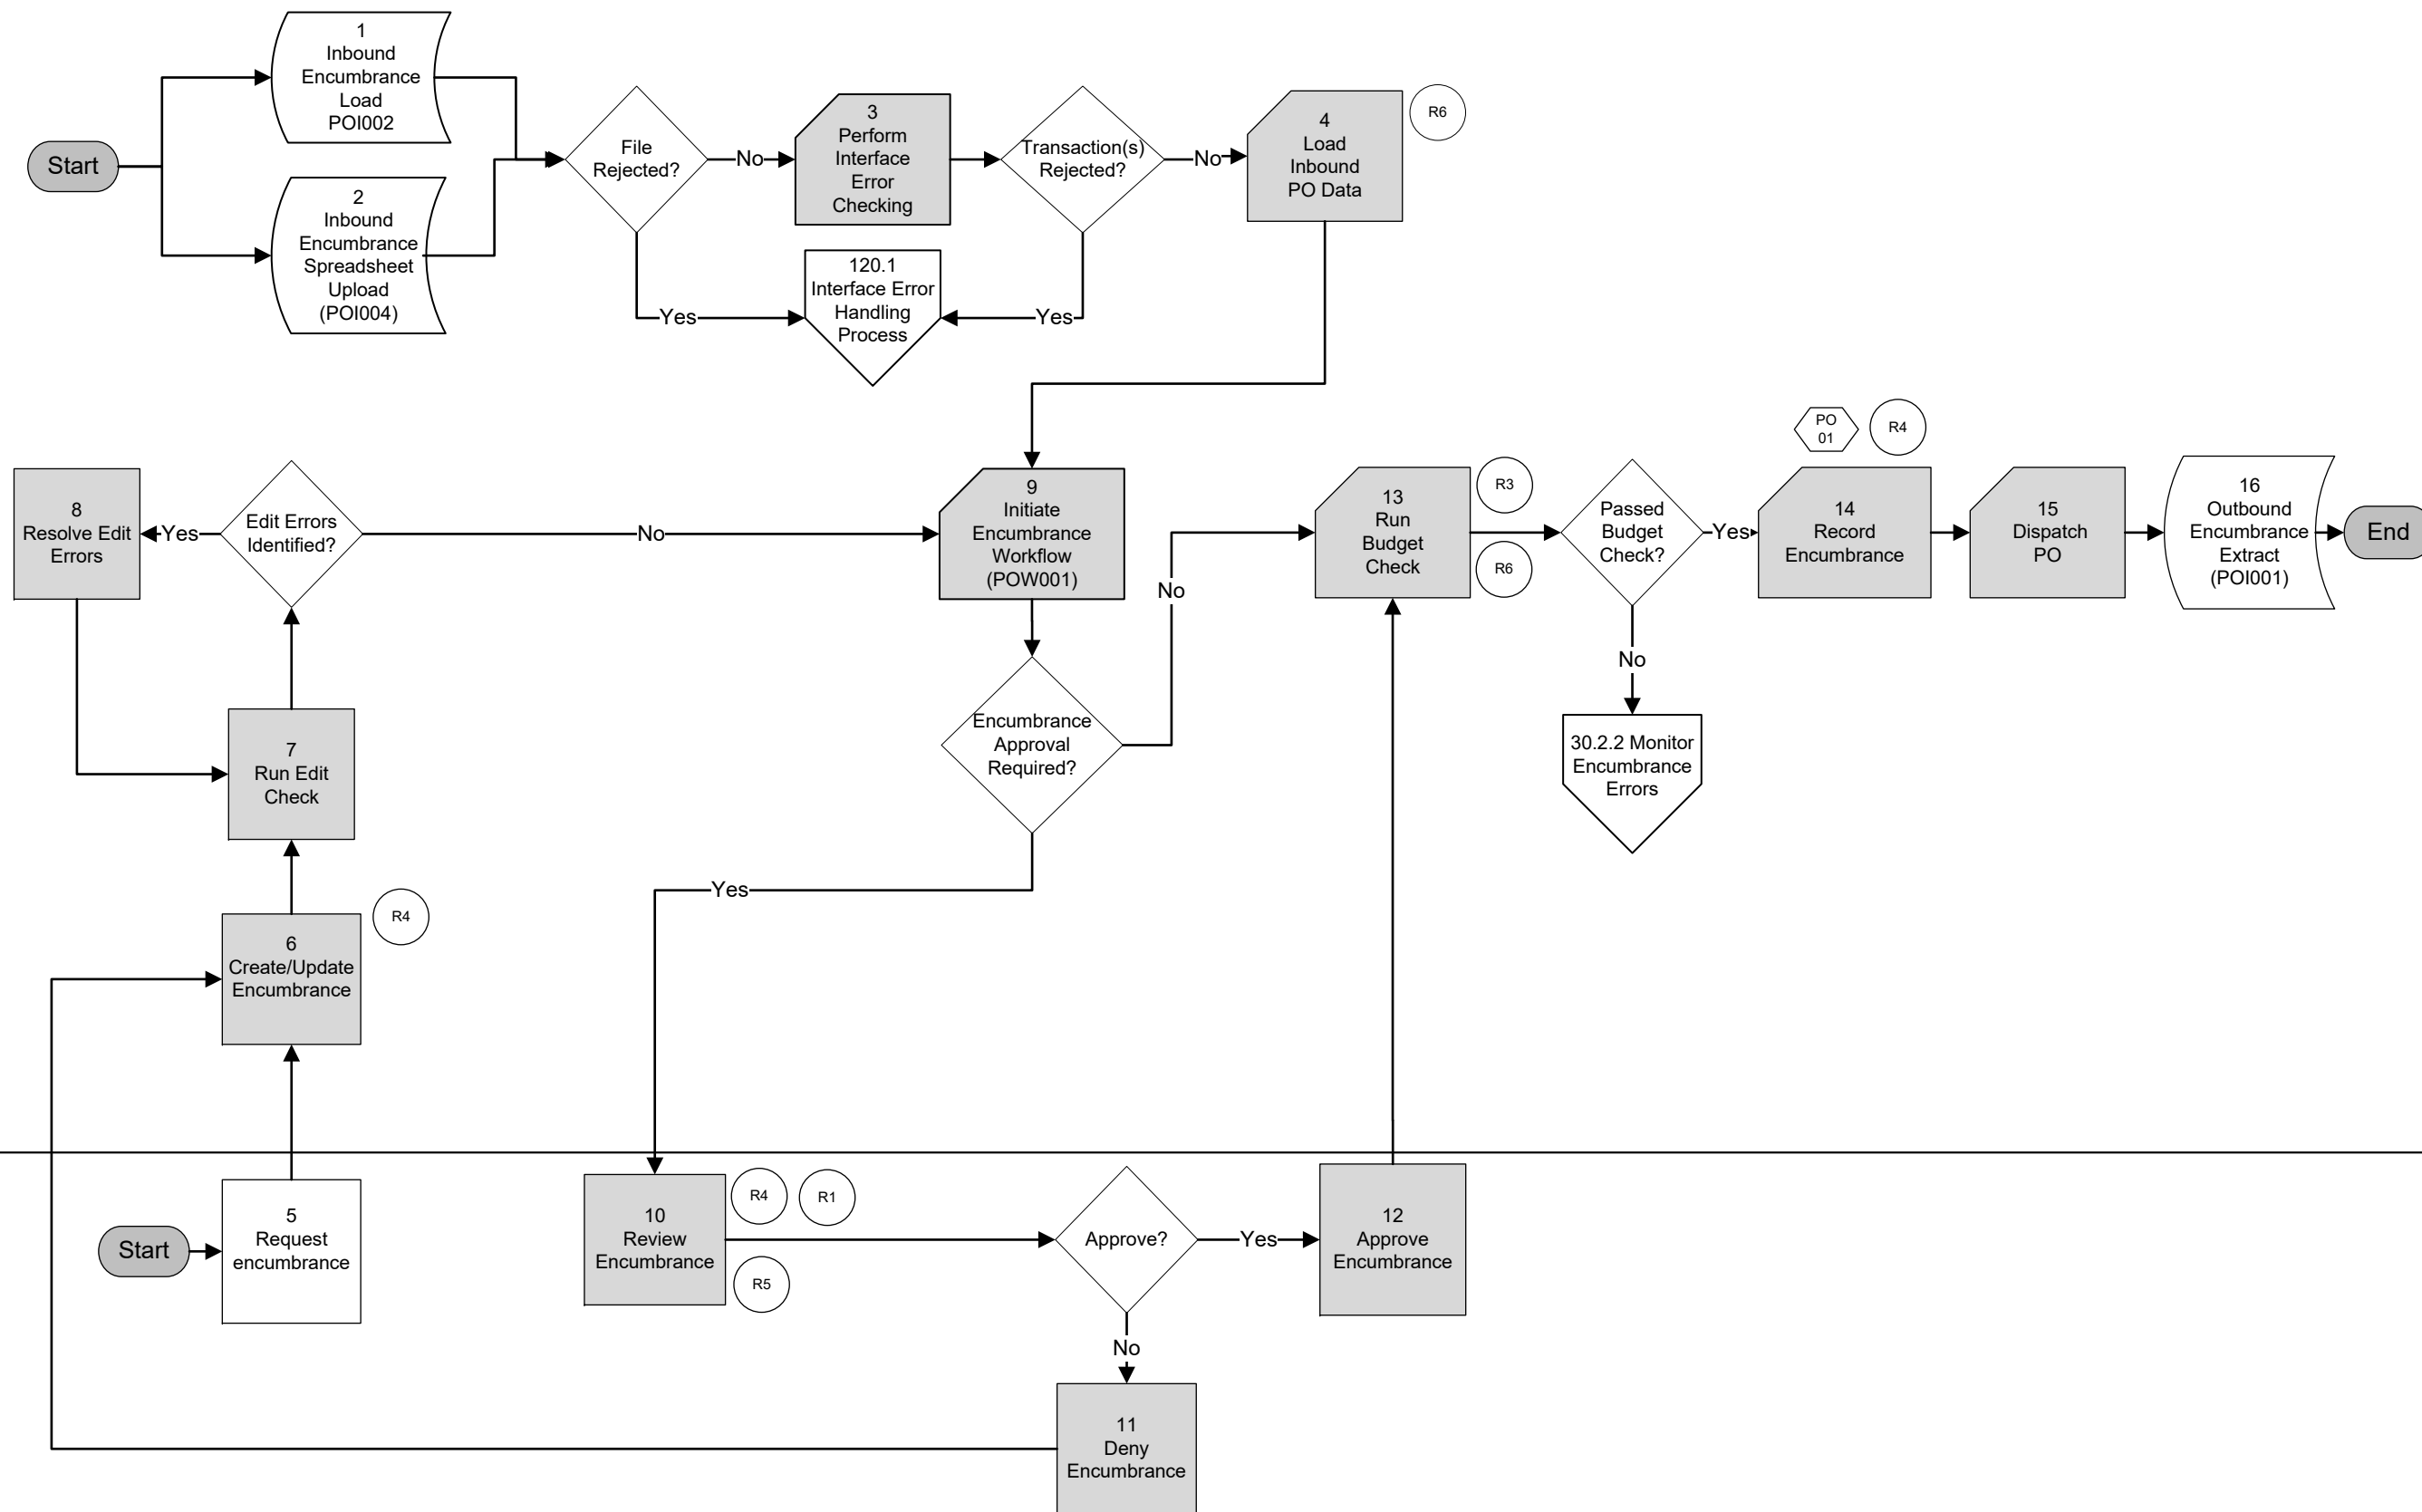 1
Inbound
Encumbrance
Load
POI002
Start
2
Inbound
Encumbrance
Spreadsheet
Upload
(POI004)
File
Rejected?
No
Yes
3
Perform
Interface
Error
Checking
120.1
Interface Error
Handling
Process
Transaction(s)
Rejected?
No
Yes
4
Load
Inbound
PO Data
R6
8
Resolve Edit
Errors
Yes
Edit Errors
Identified?
No
9
Initiate
Encumbrance
Workflow
(POW001)
No
13
Run
Budget
Check
R3
R6
Passed
Budget
Check?
Yes
PO
01
R4
14
Record
Encumbrance
15
Dispatch
PO
16
Outbound
Encumbrance
Extract
(POI001)
End
No
30.2.2 Monitor
Encumbrance
Errors
7
Run Edit
Check
Encumbrance
Approval
Required?
Yes
6
Create/Update
Encumbrance
R4
Start
5
Request
encumbrance
10
Review
Encumbrance
R4
R1
R5
Approve?
Yes
12
Approve
Encumbrance
No
11
Deny
Encumbrance